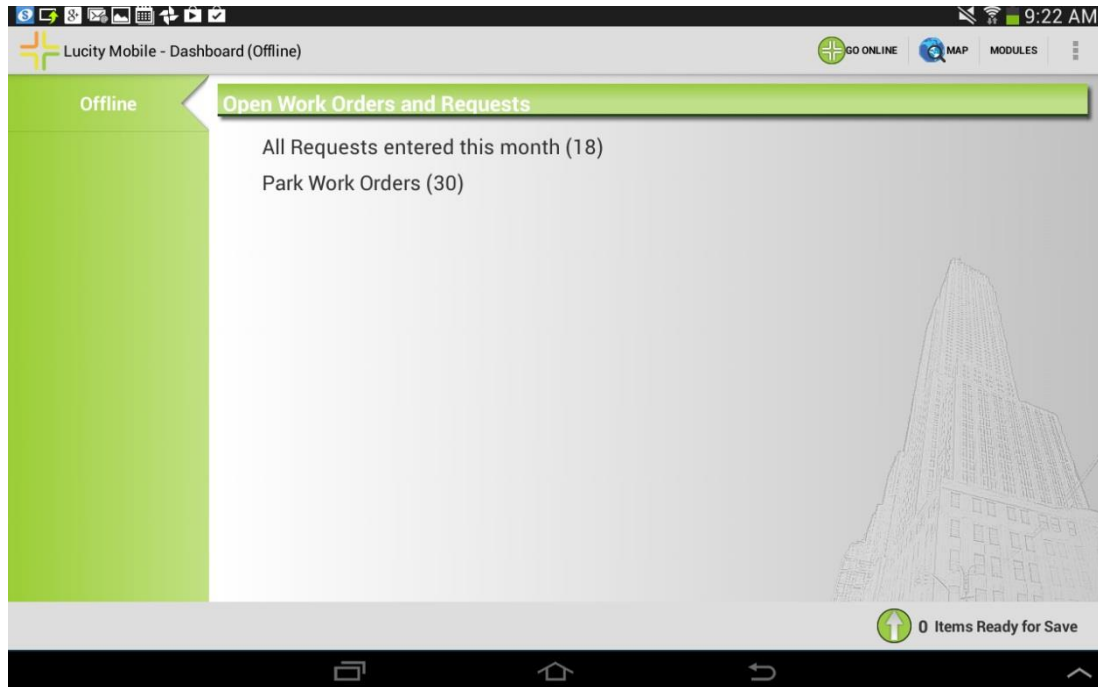 9:22 AM
Lucity Mobile - Dashboard (Offline)
GO ONLINE
MAP
MODULES
Offline
Open Work Orders and Requests
All Requests entered this month (18)
Park Work Orders (30)
0 Items Ready for Save